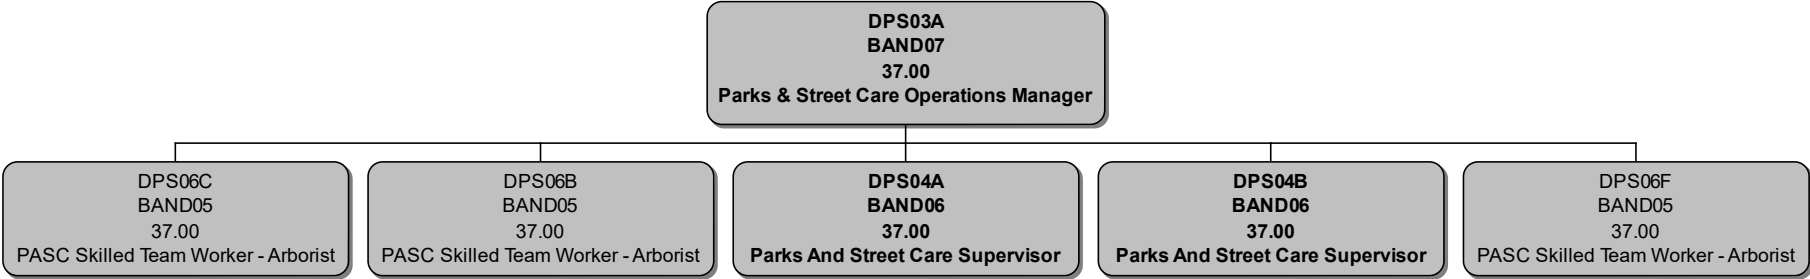 DPS03A
BAND07
37.00
Parks & Street Care Operations Manager
DPS06C
BAND05
37.00
PASC Skilled Team Worker - Arborist
DPS06B
BAND05
37.00
PASC Skilled Team Worker - Arborist
DPS04A
BAND06
37.00
Parks And Street Care Supervisor
DPS04B
BAND06
37.00
Parks And Street Care Supervisor
DPS06F
BAND05
37.00
PASC Skilled Team Worker - Arborist